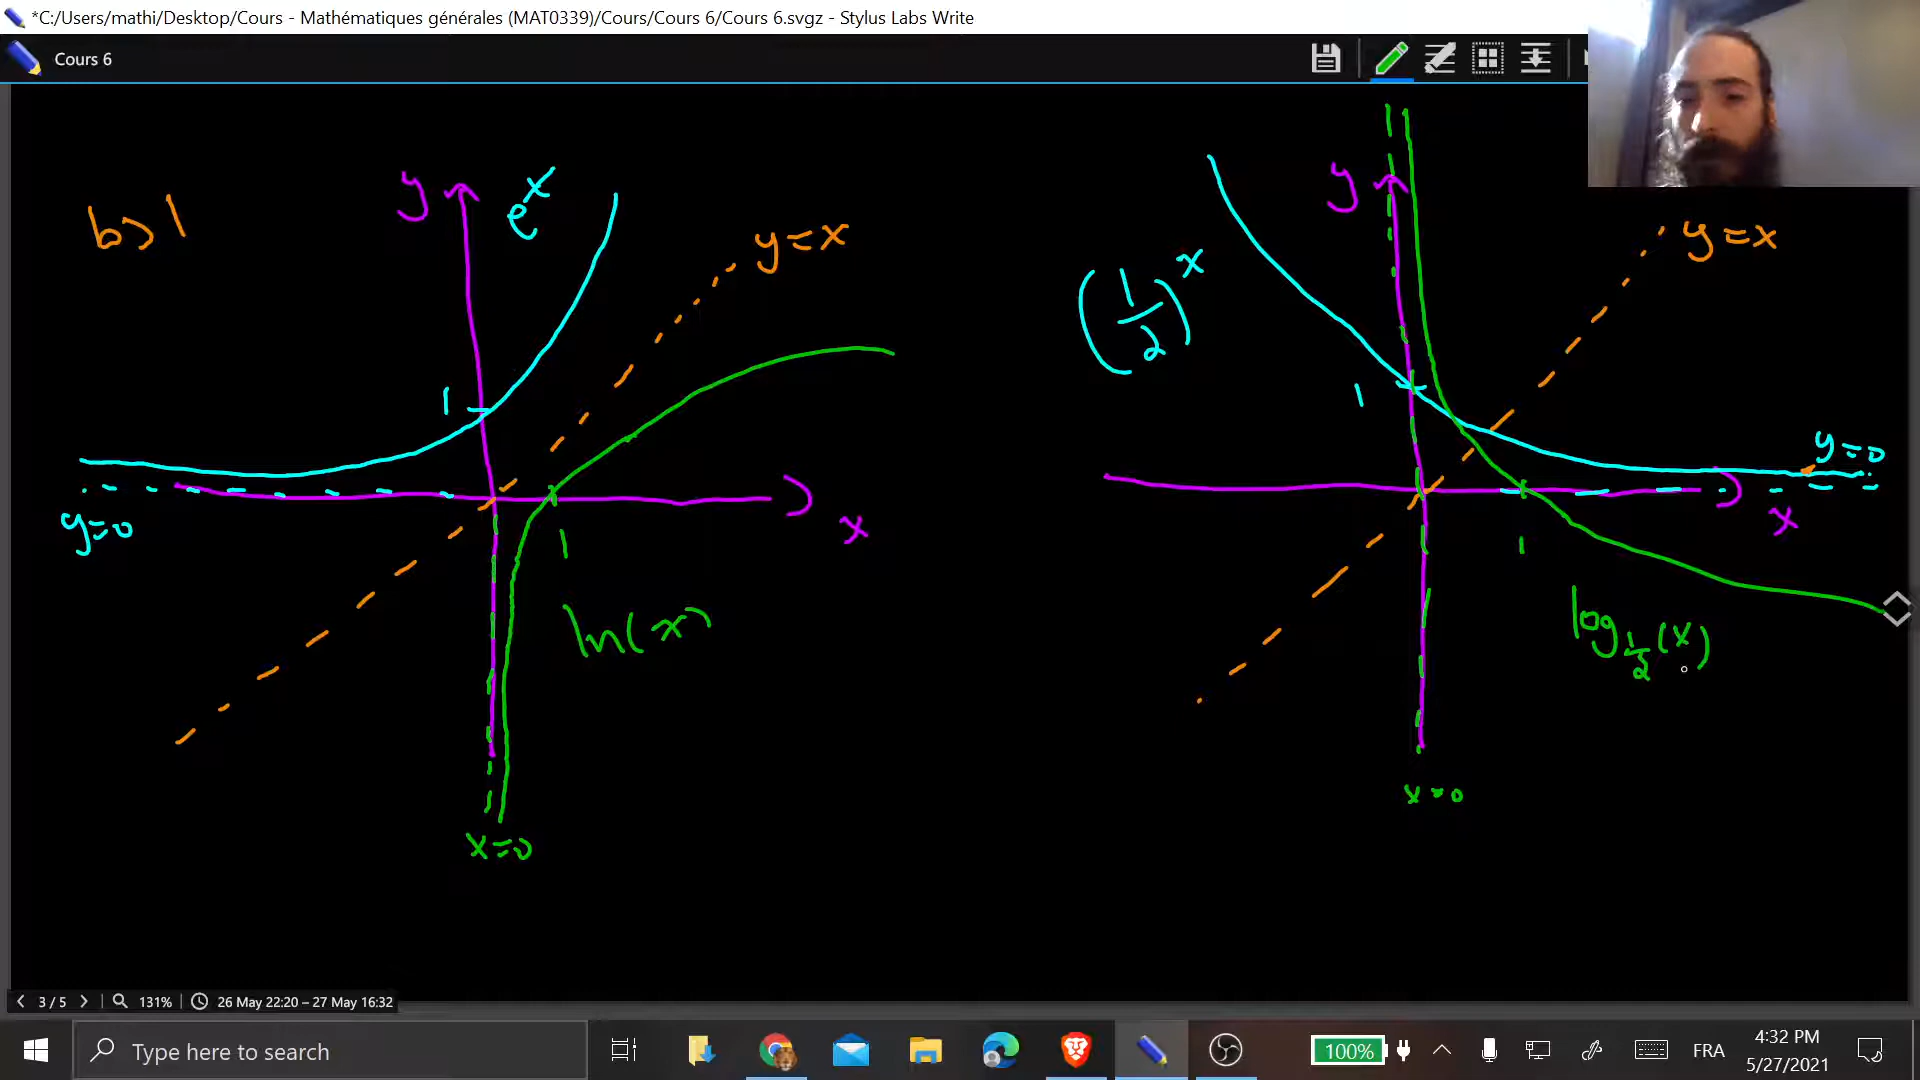 *C:/Users/mathi/Desktop/Cours - Mathématiques générales (MAT0339)/Cours/Cours 6/Cours 6.svgz - Stylus Labs Write
Cours 6
b>1
y
e^x
y=x
1
y=0
1
x
ln(x)
x=0
(1/2)^x
y
y=x
1
y=0
x
1
log_{1/2}(x)
x=0
3 / 5
131%
26 May 22:20 – 27 May 16:32
Type here to search
100%
FRA
4:32 PM
5/27/2021